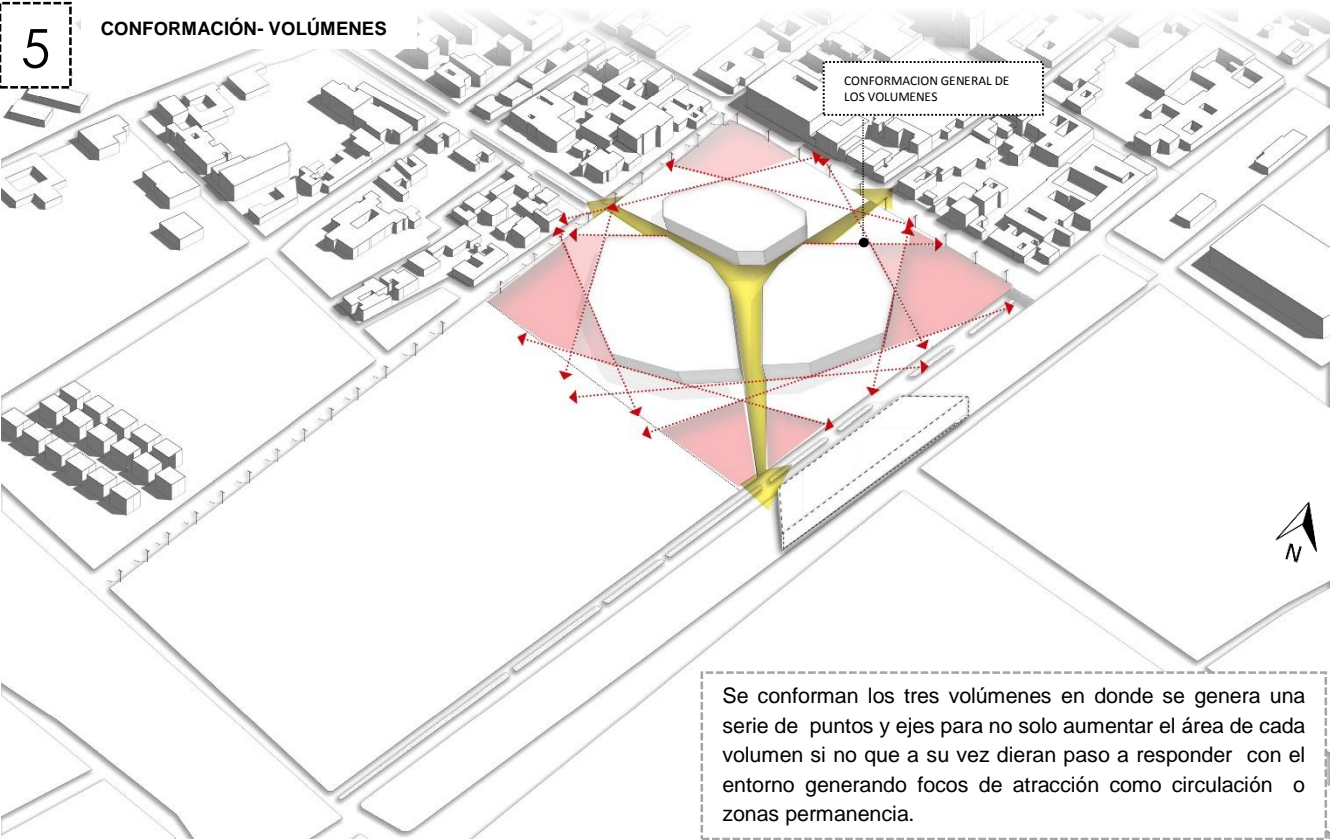 5
CONFORMACIÓN- VOLÚMENES
CONFORMACION GENERAL DE
LOS VOLUMENES
N
Se conforman los tres volúmenes en donde se genera una
serie de puntos y ejes para no solo aumentar el área de cada
volumen si no que a su vez dieran paso a responder con el
entorno generando focos de atracción como circulación o
zonas permanencia.